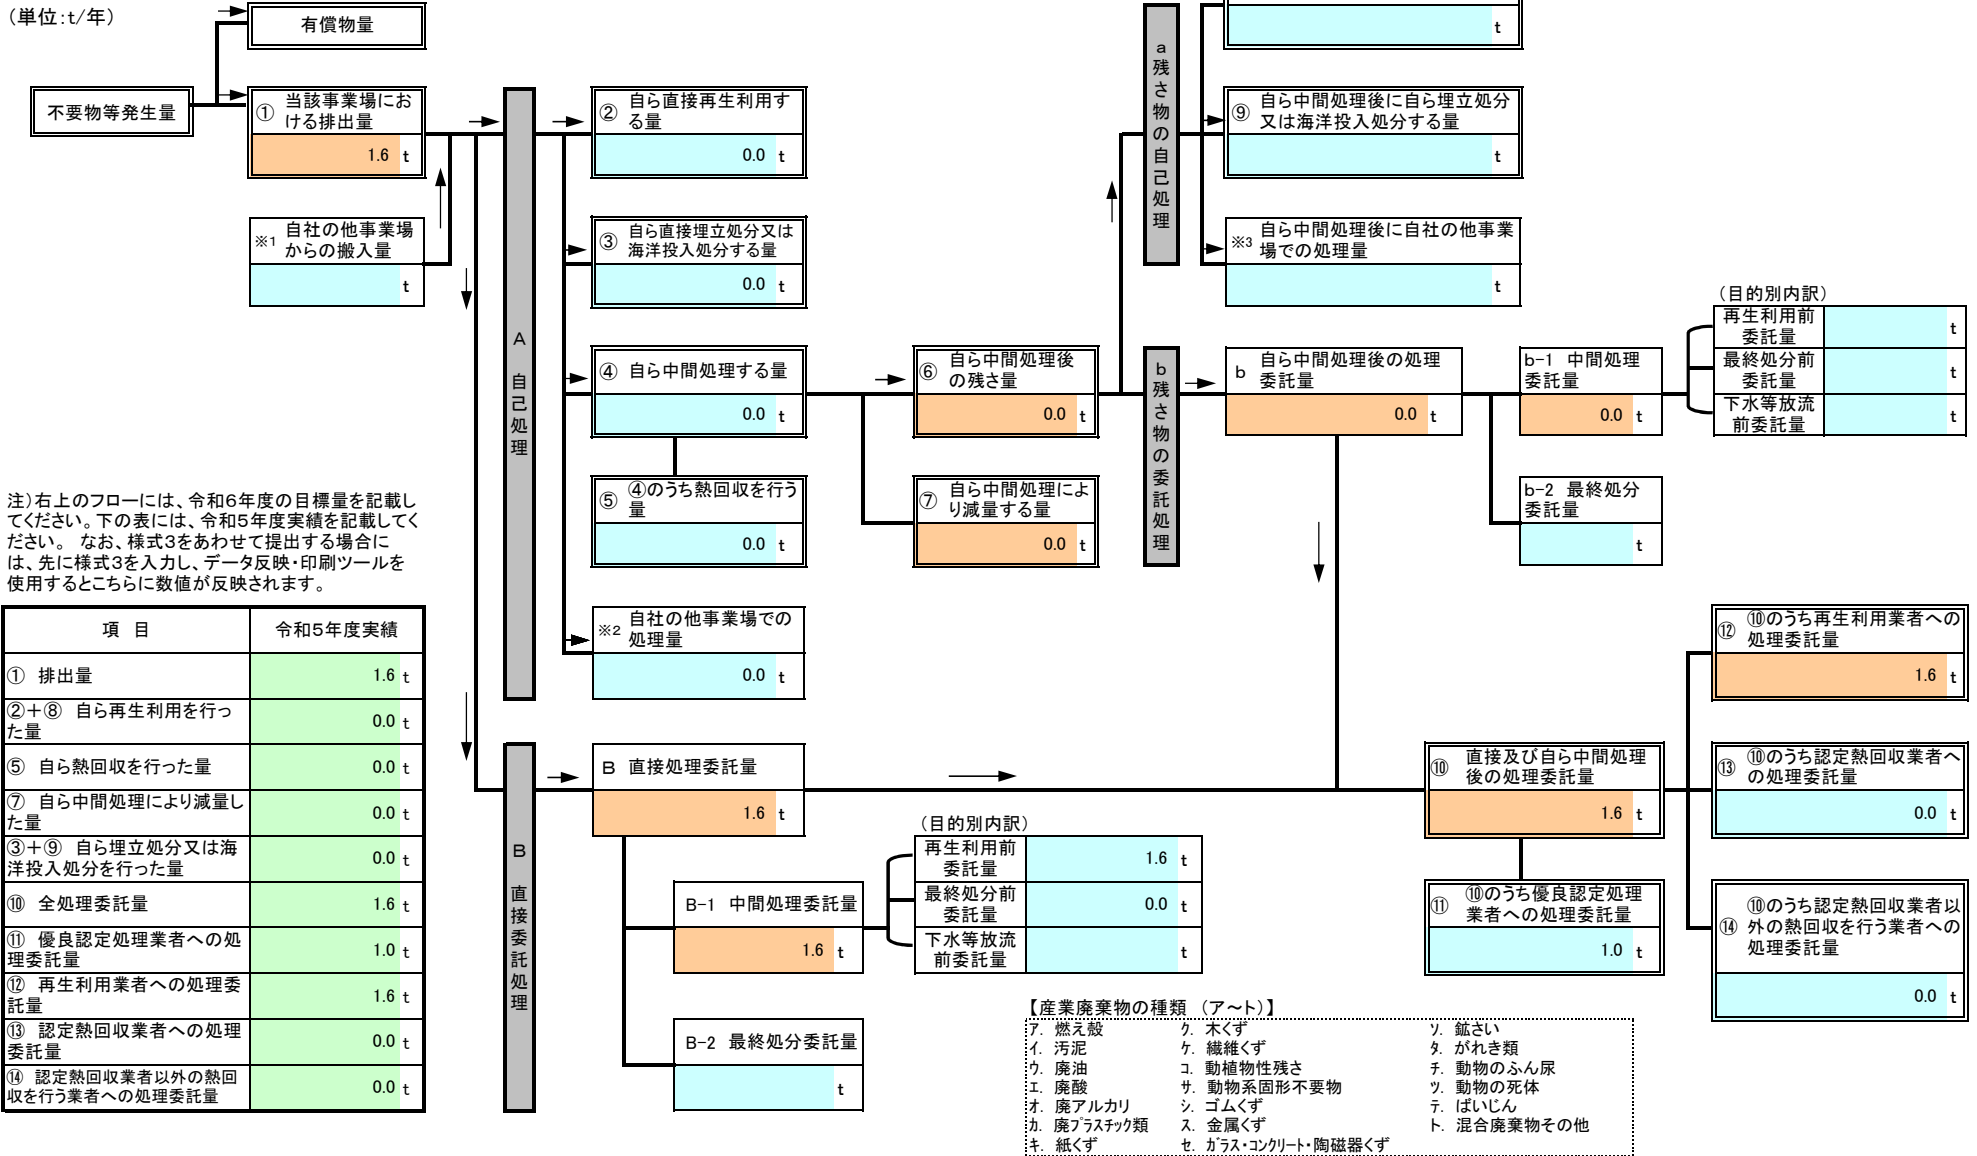 （単位：t/年）
有償物量
不要物等発生量
① 当該事業場にお
ける排出量
1.6 t
※1 自社の他事業場
からの搬入量
t
A 自己処理
② 自ら直接再生利用す
る量
0.0 t
③ 自ら直接埋立処分又は
海洋投入処分する量
0.0 t
④ 自ら中間処理する量
0.0 t
⑤ ④のうち熱回収を行う
量
0.0 t
※2 自社の他事業場での
処理量
0.0 t
⑥ 自ら中間処理後
の残さ量
0.0 t
⑦ 自ら中間処理によ
り減量する量
0.0 t
a 残さ物の自己処理
t
⑨ 自ら中間処理後に自ら埋立処分
又は海洋投入処分する量
t
※3 自ら中間処理後に自社の他事業
場での処理量
t
b 残さ物の委託処理
b 自ら中間処理後の処理
委託量
0.0 t
b-1 中間処理
委託量
0.0 t
b-2 最終処分
委託量
t
（目的別内訳）
再生利用前
委託量
t
最終処分前
委託量
t
下水等放流
前委託量
t
注）右上のフローには、令和6年度の目標量を記載し
てください。下の表には、令和5年度実績を記載してく
ださい。 なお、様式3をあわせて提出する場合に
は、先に様式3を入力し、データ反映・印刷ツールを
使用するとこちらに数値が反映されます。
項 目 令和5年度実績
① 排出量 1.6 t
②＋⑧ 自ら再生利用を行っ
た量 0.0 t
⑤ 自ら熱回収を行った量 0.0 t
⑦ 自ら中間処理により減量し
た量 0.0 t
③＋⑨ 自ら埋立処分又は海
洋投入処分を行った量 0.0 t
⑩ 全処理委託量 1.6 t
⑪ 優良認定処理業者への処
理委託量 1.0 t
⑫ 再生利用業者への処理委
託量 1.6 t
⑬ 認定熱回収業者への処理
委託量 0.0 t
⑭ 認定熱回収業者以外の熱回
収を行う業者への処理委託量 0.0 t
B 直接委託処理
B 直接処理委託量
1.6 t
B-1 中間処理委託量
1.6 t
B-2 最終処分委託量
t
（目的別内訳）
再生利用前
委託量
1.6 t
最終処分前
委託量
0.0 t
下水等放流
前委託量
t
⑩ 直接及び自ら中間処理
後の処理委託量
1.6 t
⑪ ⑩のうち優良認定処理
業者への処理委託量
1.0 t
⑫ ⑩のうち再生利用業者への
処理委託量
1.6 t
⑬ ⑩のうち認定熱回収業者へ
の処理委託量
0.0 t
⑭ ⑩のうち認定熱回収業者以
外の熱回収を行う業者への
処理委託量
0.0 t
【産業廃棄物の種類 （ア～ト）】
ア. 燃え殻 ク. 木くず ソ. 鉱さい
イ. 汚泥 ケ. 繊維くず タ. がれき類
ウ. 廃油 コ. 動植物性残さ チ. 動物のふん尿
エ. 廃酸 サ. 動物系固形不要物 ツ. 動物の死体
オ. 廃アルカリ シ. ゴムくず テ. ばいじん
カ. 廃プラスチック類 ス. 金属くず ト. 混合廃棄物その他
キ. 紙くず セ. ガラス・コンクリート・陶磁器くず